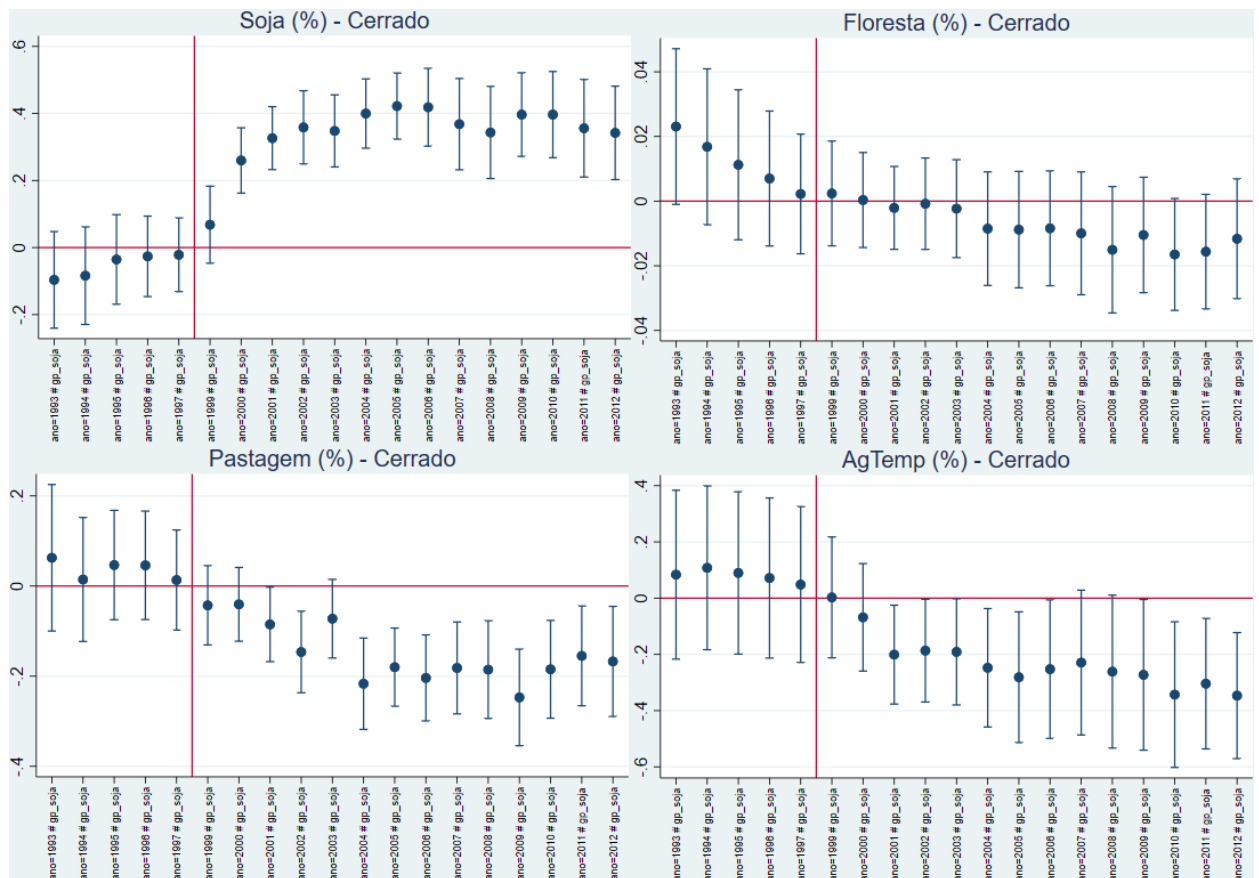 Soja (%) - Cerrado
.6
.4
.2
0
-.2
ano=1993 # gp_soja
ano=1994 # gp_soja
ano=1995 # gp_soja
ano=1996 # gp_soja
ano=1997 # gp_soja
ano=1999 # gp_soja
ano=2000 # gp_soja
ano=2001 # gp_soja
ano=2002 # gp_soja
ano=2003 # gp_soja
ano=2004 # gp_soja
ano=2005 # gp_soja
ano=2006 # gp_soja
ano=2007 # gp_soja
ano=2008 # gp_soja
ano=2009 # gp_soja
ano=2010 # gp_soja
ano=2011 # gp_soja
ano=2012 # gp_soja
Floresta (%) - Cerrado
.04
.02
0
-.02
-.04
ano=1993 # gp_soja
ano=1994 # gp_soja
ano=1995 # gp_soja
ano=1996 # gp_soja
ano=1997 # gp_soja
ano=1999 # gp_soja
ano=2000 # gp_soja
ano=2001 # gp_soja
ano=2002 # gp_soja
ano=2003 # gp_soja
ano=2004 # gp_soja
ano=2005 # gp_soja
ano=2006 # gp_soja
ano=2007 # gp_soja
ano=2008 # gp_soja
ano=2009 # gp_soja
ano=2010 # gp_soja
ano=2011 # gp_soja
ano=2012 # gp_soja
Pastagem (%) - Cerrado
.2
0
-.2
-.4
ano=1993 # gp_soja
ano=1994 # gp_soja
ano=1995 # gp_soja
ano=1996 # gp_soja
ano=1997 # gp_soja
ano=1999 # gp_soja
ano=2000 # gp_soja
ano=2001 # gp_soja
ano=2002 # gp_soja
ano=2003 # gp_soja
ano=2004 # gp_soja
ano=2005 # gp_soja
ano=2006 # gp_soja
ano=2007 # gp_soja
ano=2008 # gp_soja
ano=2009 # gp_soja
ano=2010 # gp_soja
ano=2011 # gp_soja
ano=2012 # gp_soja
AgTemp (%) - Cerrado
.4
.2
0
-.2
-.4
-.6
ano=1993 # gp_soja
ano=1994 # gp_soja
ano=1995 # gp_soja
ano=1996 # gp_soja
ano=1997 # gp_soja
ano=1999 # gp_soja
ano=2000 # gp_soja
ano=2001 # gp_soja
ano=2002 # gp_soja
ano=2003 # gp_soja
ano=2004 # gp_soja
ano=2005 # gp_soja
ano=2006 # gp_soja
ano=2007 # gp_soja
ano=2008 # gp_soja
ano=2009 # gp_soja
ano=2010 # gp_soja
ano=2011 # gp_soja
ano=2012 # gp_soja